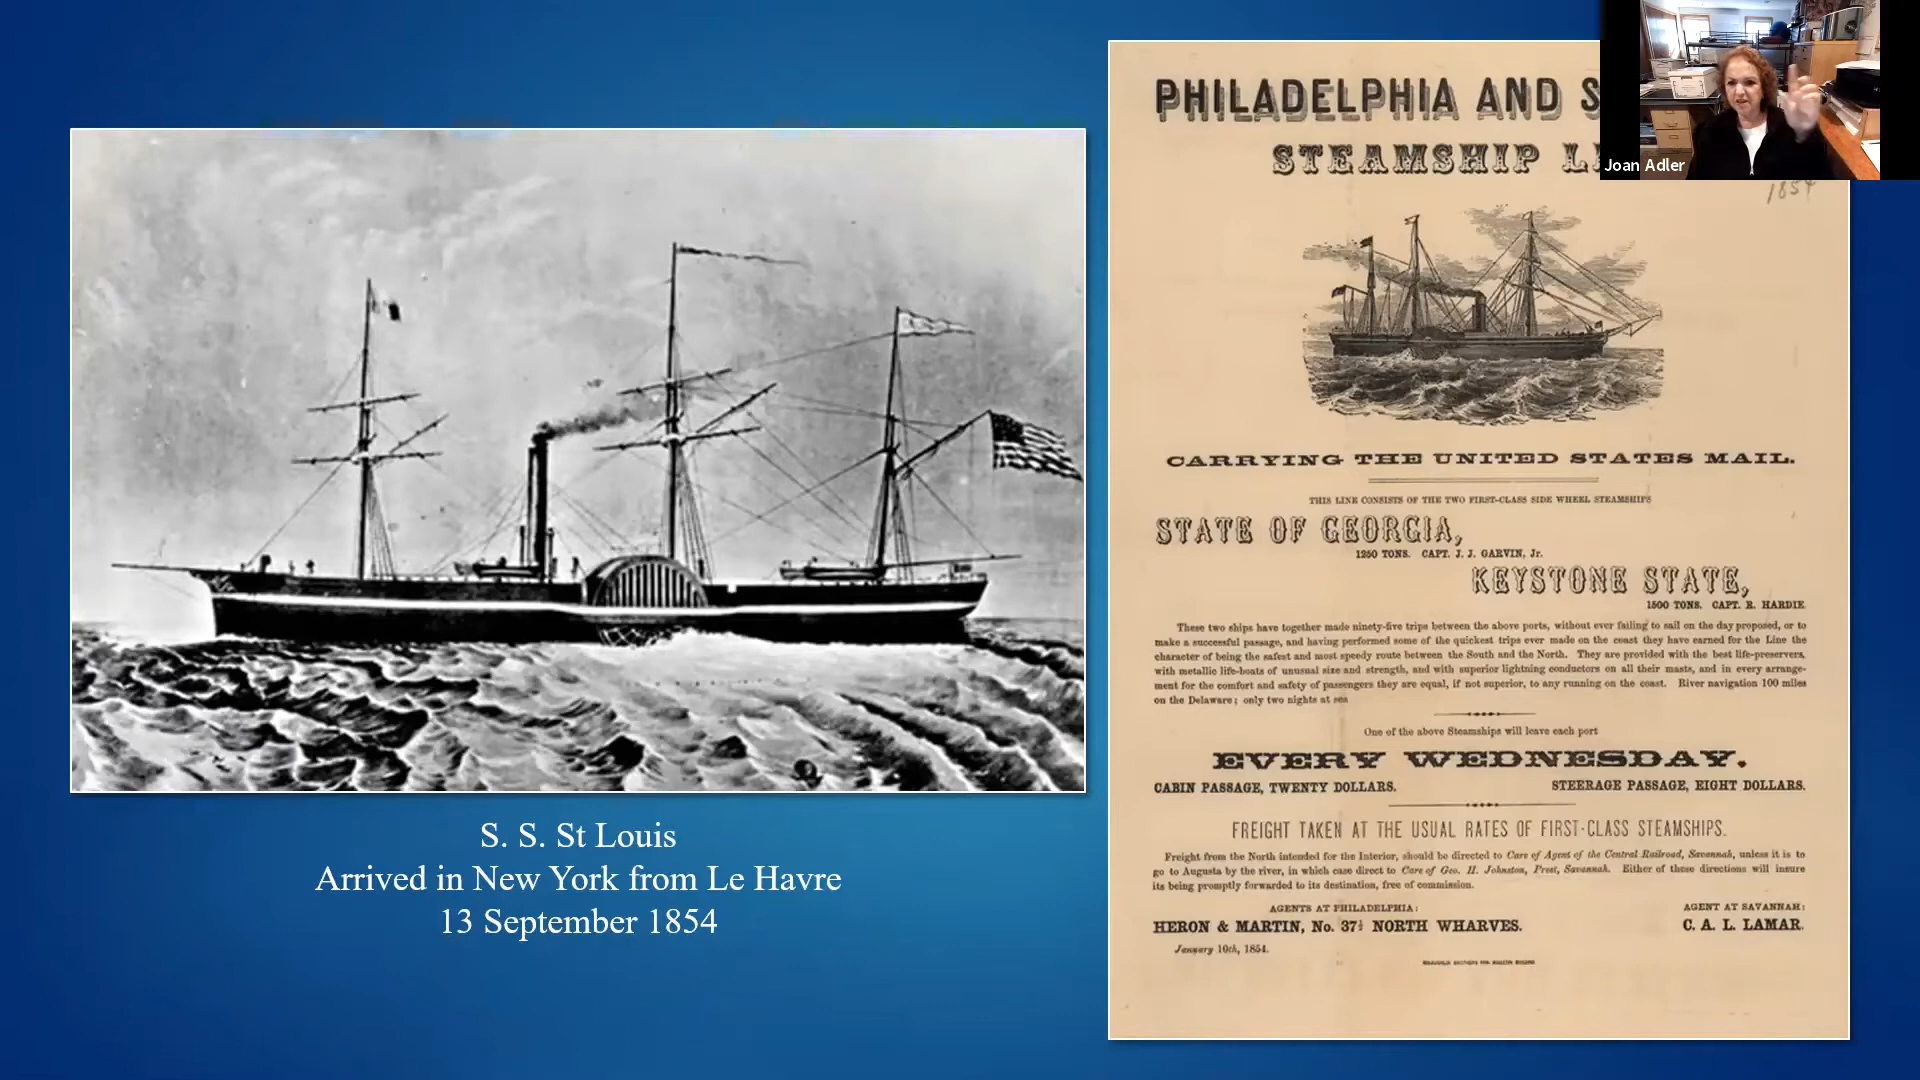 S. S. St Louis
Arrived in New York from Le Havre
13 September 1854
PHILADELPHIA AND S
STEAMSHIP LI
1854
CARRYING THE UNITED STATES MAIL.
THIS LINE CONSISTS OF THE TWO FIRST-CLASS SIDE WHEEL STEAMSHIPS
STATE OF GEORGIA,
1250 TONS. CAPT. J. J. GARVIN, Jr.
KEYSTONE STATE,
1500 TONS. CAPT. R. HARDIE
These two ships have together made ninety-five trips between the above ports, without ever failing to sail on the day proposed, or to
make a successful passage, and having performed some of the quickest trips ever made on the coast they have earned for the Line the
character of being the safest and most speedy route between the South and the North. They are provided with the best life-preservers,
with metallic life-boats of unusual size and strength, and with superior lightning conductors on all their masts, and in every arrange-
ment for the comfort and safety of passengers they are equal, if not superior, to any running on the coast. River navigation 100 miles
on the Delaware; only two nights at sea
One of the above Steamships will leave each port
EVERY WEDNESDAY.
CABIN PASSAGE, TWENTY DOLLARS. STEERAGE PASSAGE, EIGHT DOLLARS.
FREIGHT TAKEN AT THE USUAL RATES OF FIRST-CLASS STEAMSHIPS.
Freight from the North intended for the Interior, should be directed to Care of Agent of the Central Railroad, Savannah, unless it is to
go to Augusta by the river, in which case direct to Care of Geo. H. Johnston, Prest, Savannah. Either of those directions will insure
its being promptly forwarded to its destination, free of commission.
AGENTS AT PHILADELPHIA: AGENT AT SAVANNAH:
HERON & MARTIN, No. 37½ NORTH WHARVES. C. A. L. LAMAR.
January 10th, 1854.
Joan Adler